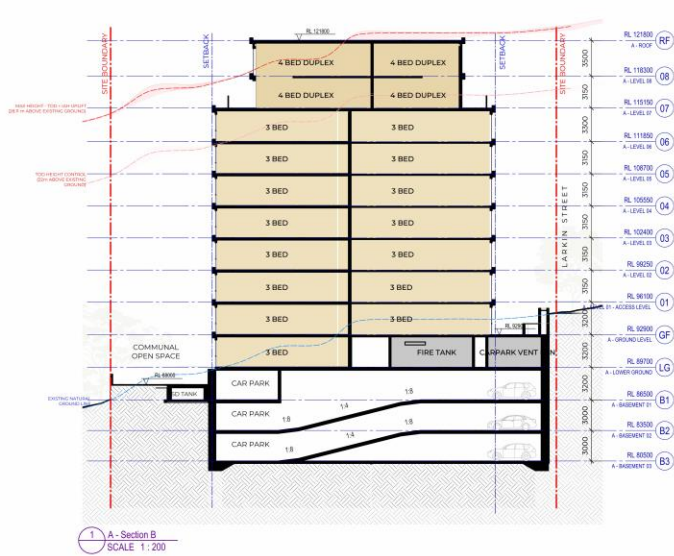 RL 121800
RL 121800
RF
A - ROOF
SITE BOUNDARY
SETBACK
SETBACK
SITE BOUNDARY
3500
4 BED DUPLEX
4 BED DUPLEX
RL 118300
08
A - LEVEL 08
3150
4 BED DUPLEX
4 BED DUPLEX
RL 115150
07
A - LEVEL 07
3300
3 BED
3 BED
RL 111850
06
A - LEVEL 06
3150
3 BED
3 BED
RL 108700
05
A - LEVEL 05
TOD HEIGHT CONTROL
3150
3 BED
3 BED
RL 105550
04
A - LEVEL 04
3150
3 BED
3 BED
RL 102400
03
A - LEVEL 03
LARKIN STREET
3150
3 BED
3 BED
RL 99250
02
A - LEVEL 02
3150
3 BED
3 BED
RL 96100
01
LEVEL 01 - ACCESS LEVEL
3200
3 BED
3 BED
RL 92900
GF
A - GROUND LEVEL
COMMUNAL
OPEN SPACE
3200
3 BED
FIRE TANK
CARPARK VENT
RL 89700
LG
A - LOWER GROUND
3200
CAR PARK
1:8
RL 86500
B1
A - BASEMENT 01
EXISTING NATURAL
GROUND LINE
3000
CAR PARK
1:8
1:4
RL 83500
B2
A - BASEMENT 02
3000
CAR PARK
1:8
1:4
RL 80500
B3
A - BASEMENT 03
1
A - Section B
SCALE 1 : 200